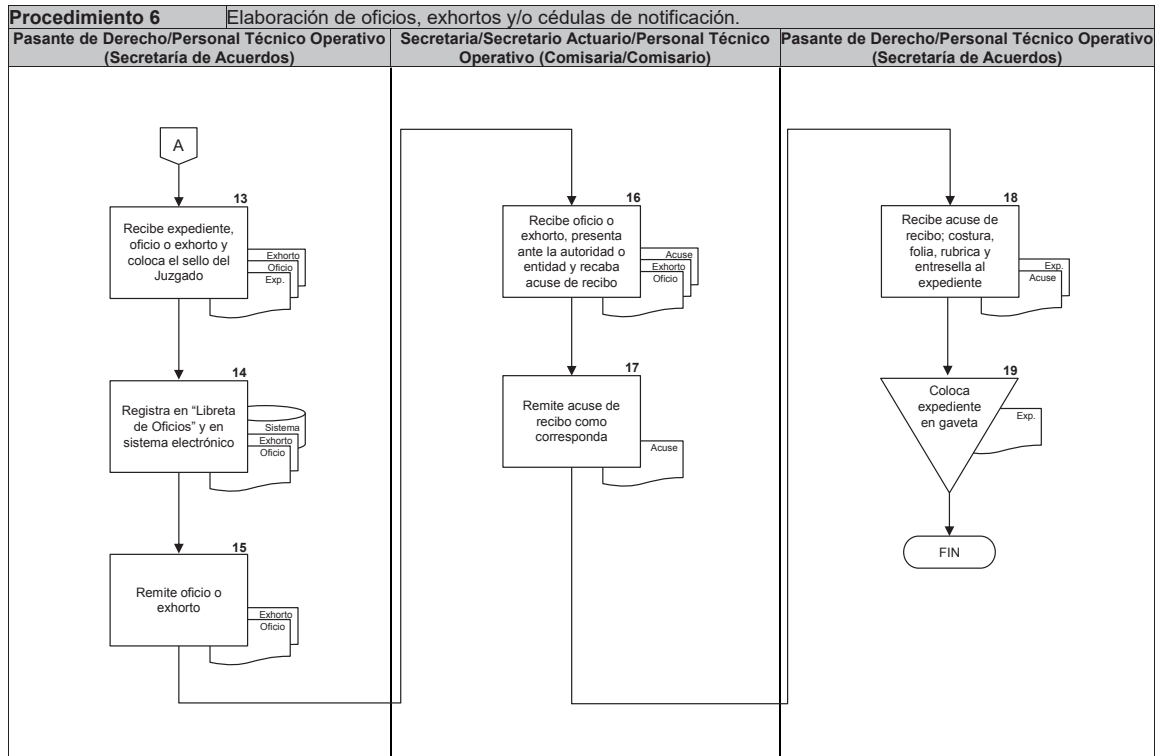 Procedimiento 6
Elaboración de oficios, exhortos y/o cédulas de notificación.
Pasante de Derecho/Personal Técnico Operativo
(Secretaría de Acuerdos)
Secretaria/Secretario Actuario/Personal Técnico
Operativo (Comisaria/Comisario)
Pasante de Derecho/Personal Técnico Operativo
(Secretaría de Acuerdos)
A
13
Recibe expediente,
oficio o exhorto y
coloca el sello del
Juzgado
Exhorto
Oficio
Exp.
14
Registra en “Libreta
de Oficios” y en
sistema electrónico
Sistema
Exhorto
Oficio
15
Remite oficio o
exhorto
Exhorto
Oficio
16
Recibe oficio o
exhorto, presenta
ante la autoridad o
entidad y recaba
acuse de recibo
Acuse
Exhorto
Oficio
17
Remite acuse de
recibo como
corresponda
Acuse
18
Recibe acuse de
recibo; costura,
folia, rubrica y
entresella al
expediente
Exp.
Acuse
19
Coloca
expediente
en gaveta
Exp.
FIN